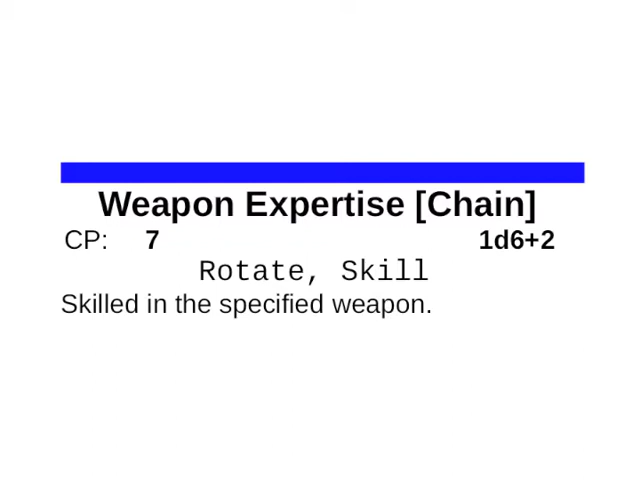 Weapon Expertise [Chain]
CP: 7 1d6+2
Rotate, Skill
Skilled in the specified weapon.